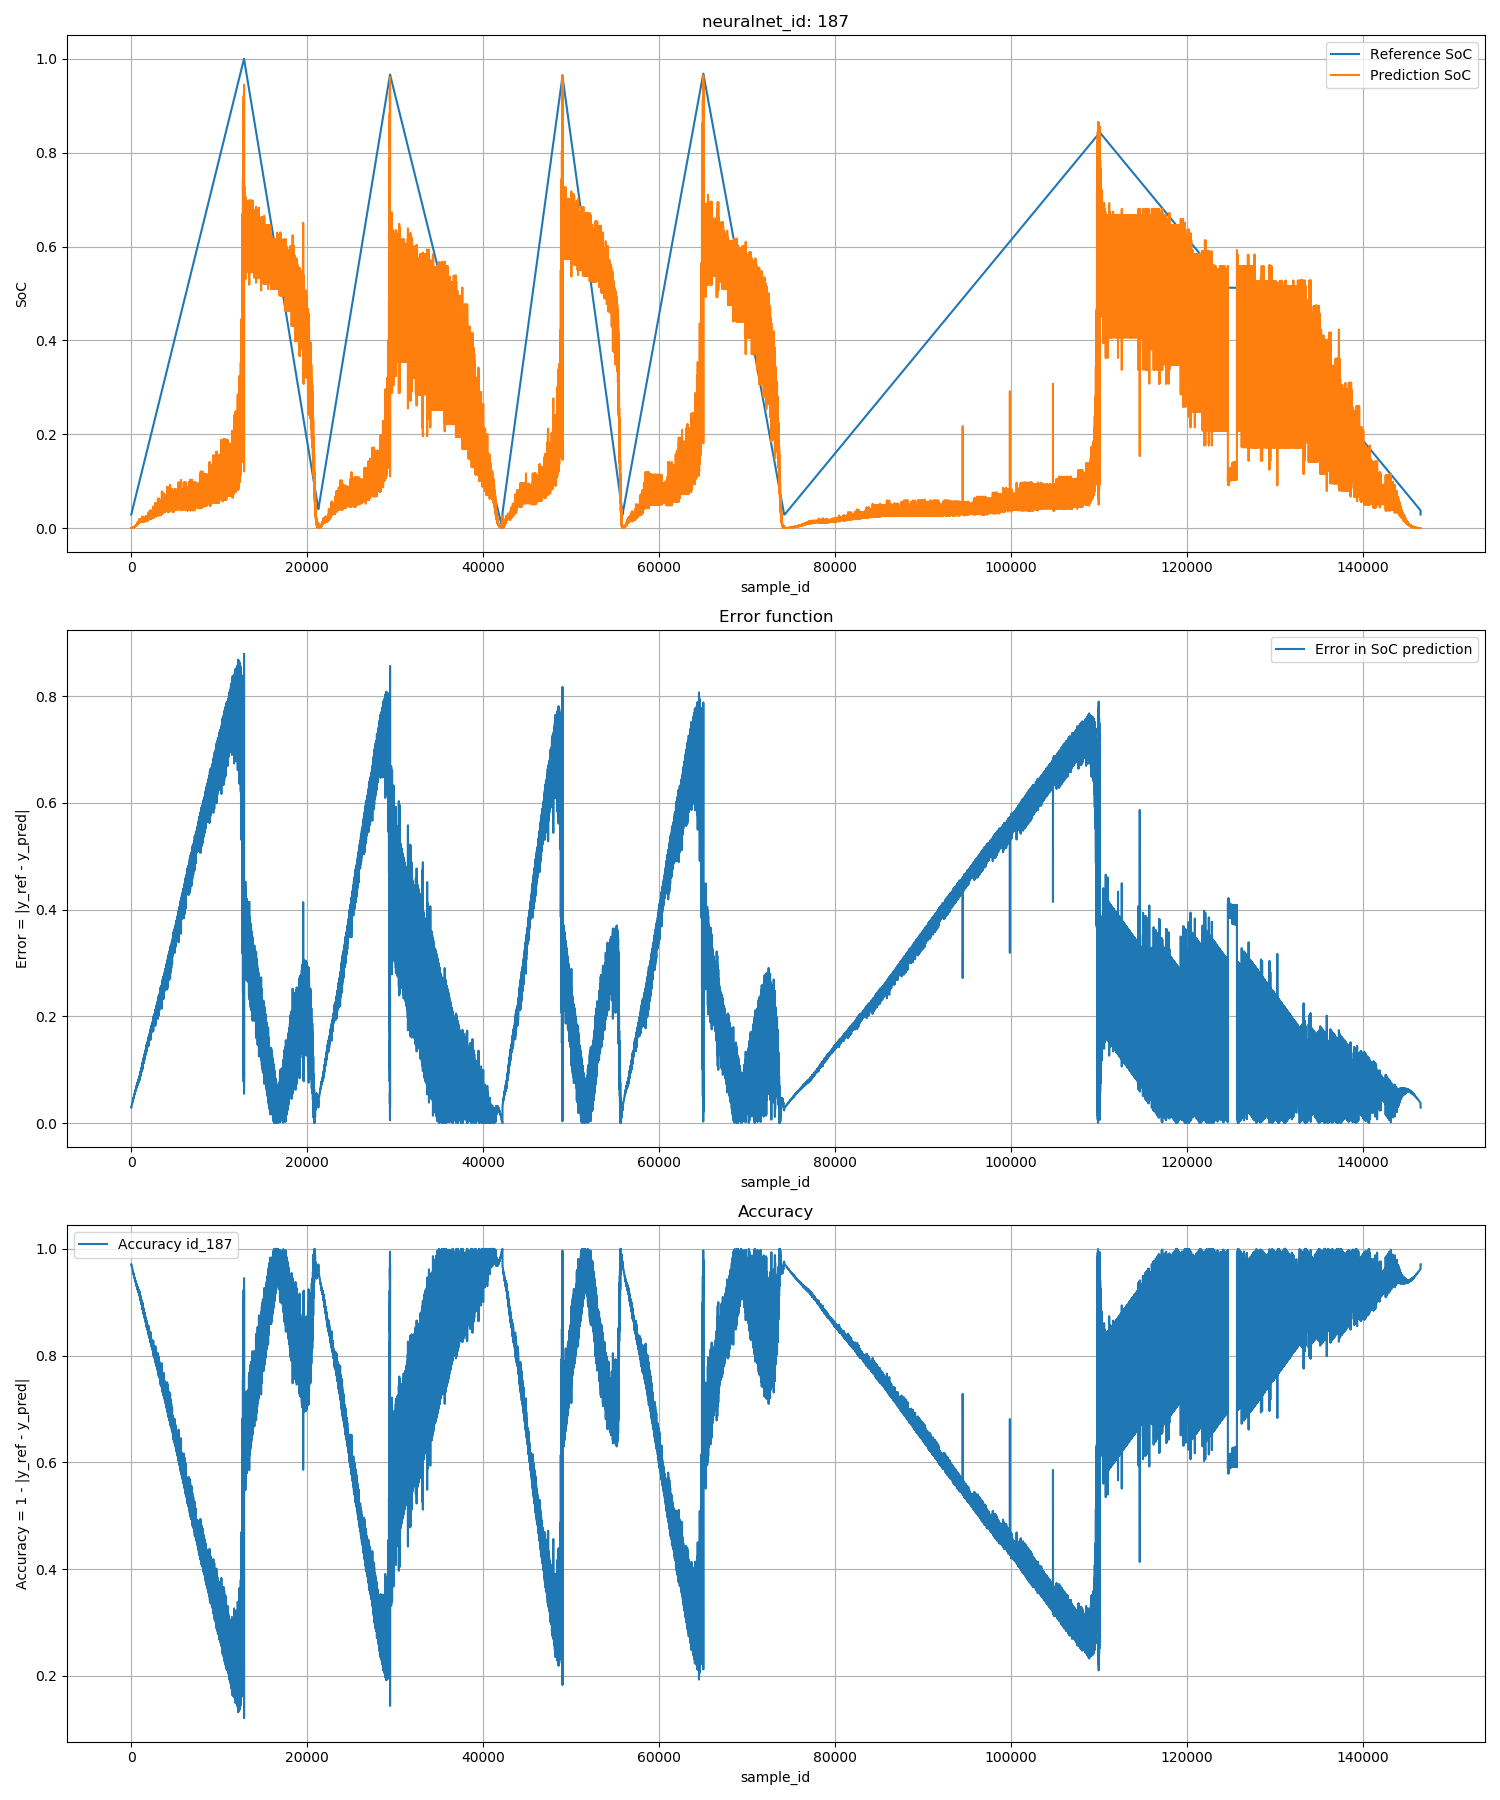 neuralnet_id: 187
Reference SoC
Prediction SoC
1.0
0.8
0.6
0.4
0.2
0.0
SoC
0 20000 40000 60000 80000 100000 120000 140000
sample_id
Error function
Error in SoC prediction
0.8
0.6
0.4
0.2
0.0
Error = |y_ref - y_pred|
0 20000 40000 60000 80000 100000 120000 140000
sample_id
Accuracy
Accuracy id_187
1.0
0.8
0.6
0.4
0.2
Accuracy = 1 - |y_ref - y_pred|
0 20000 40000 60000 80000 100000 120000 140000
sample_id